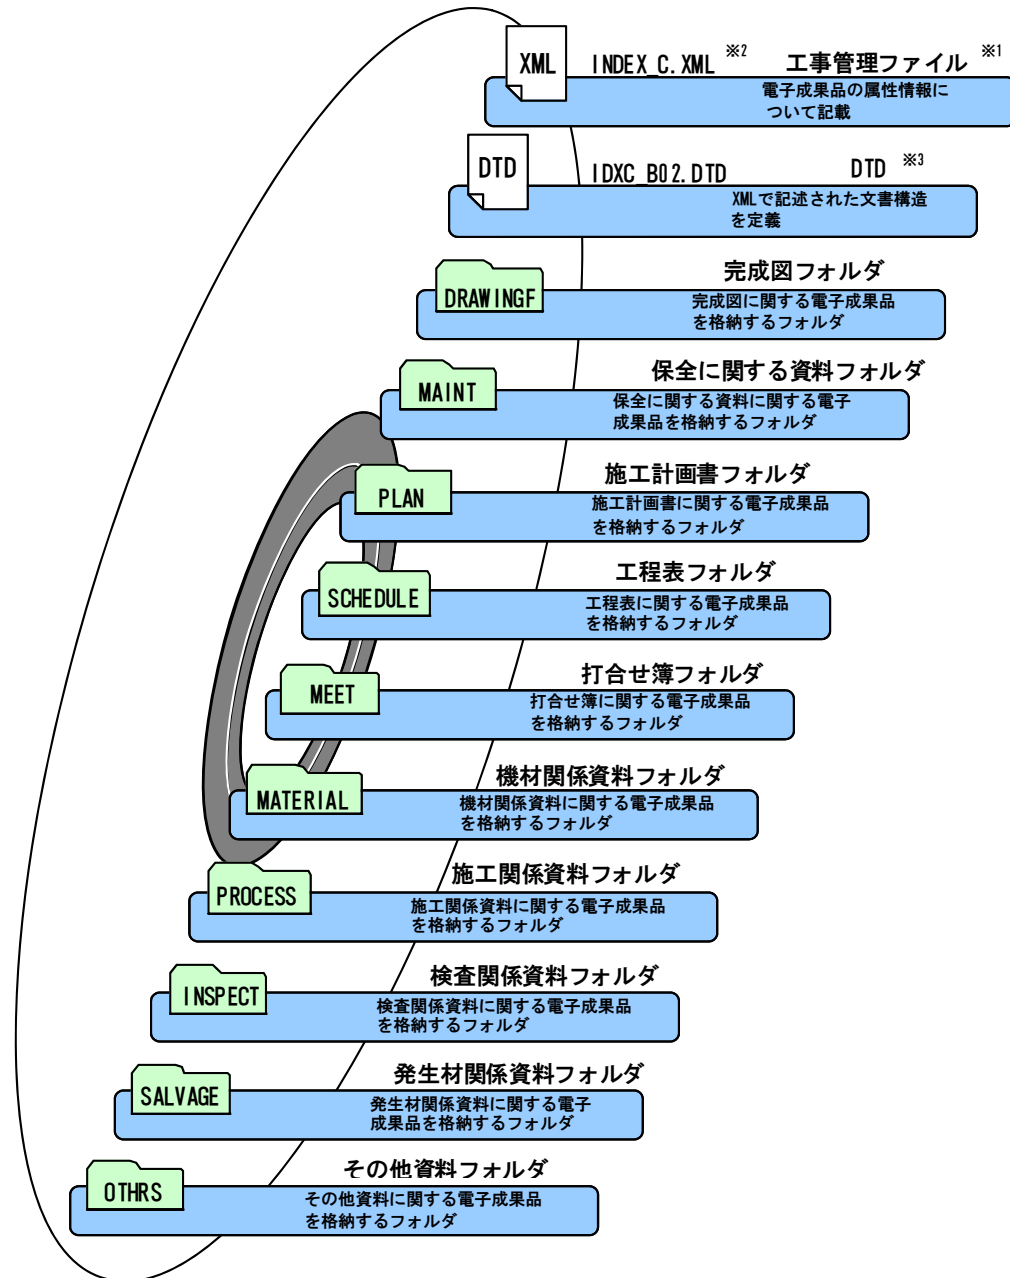 XML INDEX_C.XML ※2 工事管理ファイル ※1
電子成果品の属性情報に
ついて記載
DTD IDXC_B02.DTD DTD ※3
XMLで記述された文書構造
を定義
完成図フォルダ
DRAWINGF
完成図に関する電子成果品
を格納するフォルダ
保全に関する資料フォルダ
MAINT
保全に関する資料に関する電子
成果品を格納するフォルダ
施工計画書フォルダ
PLAN
施工計画書に関する電子成果品
を格納するフォルダ
工程表フォルダ
SCHEDULE
工程表に関する電子成果品
を格納するフォルダ
打合せ簿フォルダ
MEET
打合せ簿に関する電子成果品
を格納するフォルダ
機材関係資料フォルダ
MATERIAL
機材関係資料に関する電子成果品
を格納するフォルダ
施工関係資料フォルダ
PROCESS
施工関係資料に関する電子成果品
を格納するフォルダ
検査関係資料フォルダ
INSPECT
検査関係資料に関する電子成果品
を格納するフォルダ
発生材関係資料フォルダ
SALVAGE
発生材関係資料に関する電子
成果品を格納するフォルダ
その他資料フォルダ
OTHRS
その他資料に関する電子成果品
を格納するフォルダ